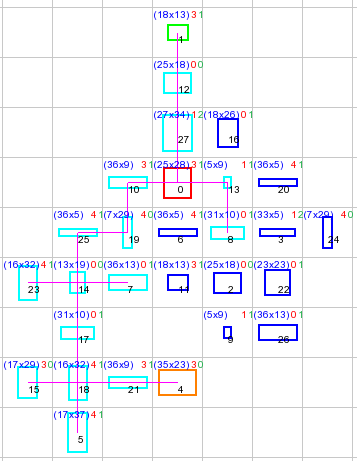 (18x13) 3 1
1
(25x18) 0 0
12
(27x34) 1 2 (18x26) 0 1
27 16
(36x9) 3 1 (25x28) 3 1 (5x9) 1 1 (36x5) 4 1
10 0 13 20
(36x5) 4 1 (7x29) 4 0 (36x5) 4 1 (31x10) 0 1 (33x5) 1 2 (7x29) 4 0
25 19 6 8 3 24
(16x32) 4 1 (13x19) 0 0 (36x13) 0 1 (18x13) 3 1 (25x18) 0 0 (23x23) 0 1
23 14 7 11 2 22
(31x10) 0 1 (5x9) 1 1 (36x13) 0 1
17 9 26
(17x29) 3 0 (16x32) 4 1 (36x9) 3 1 (35x23) 3 0
15 18 21 4
(17x37) 4 1
5